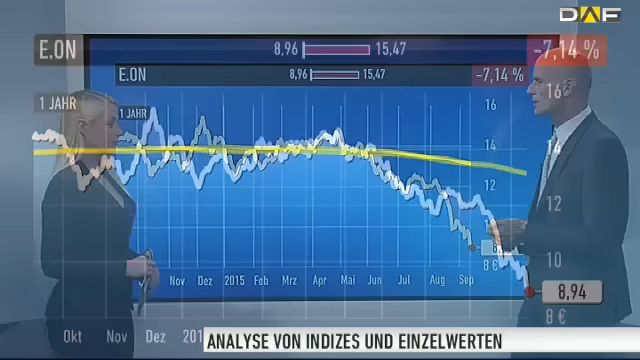 DAF
E.ON 8,96 15,47 -7,14 %
E.ON 8,96 15,47 -7,14 %
1 JAHR
1 JAHR
16
16
14
14
12
12
10
8
8 €
8,94
8 €
Nov Dez 2015 Feb Mrz Apr Mai Jun Jul Aug Sep
Okt Nov Dez 201
ANALYSE VON INDIZES UND EINZELWERTEN